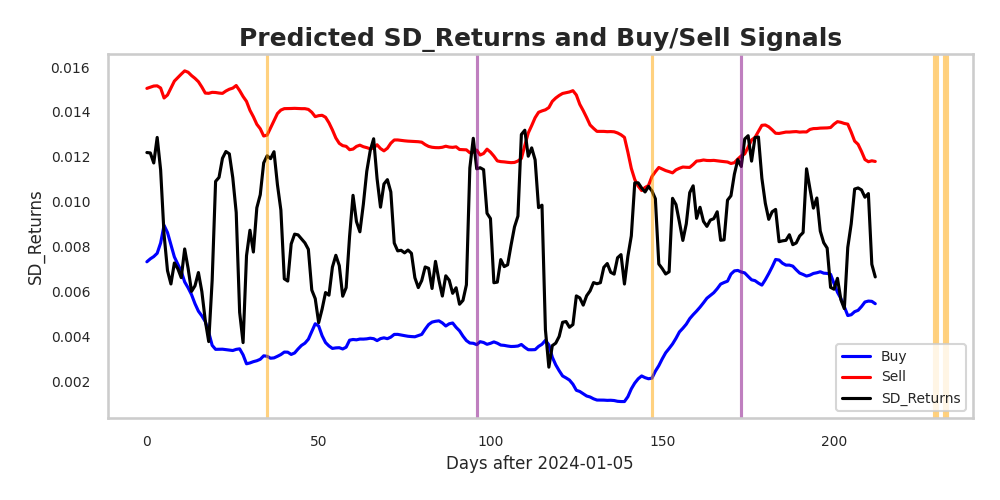 Predicted SD_Returns and Buy/Sell Signals
0.016
0.014
0.012
0.010
0.008
0.006
0.004
0.002
SD_Returns
Buy
Sell
SD_Returns
0 50 100 150 200
Days after 2024-01-05